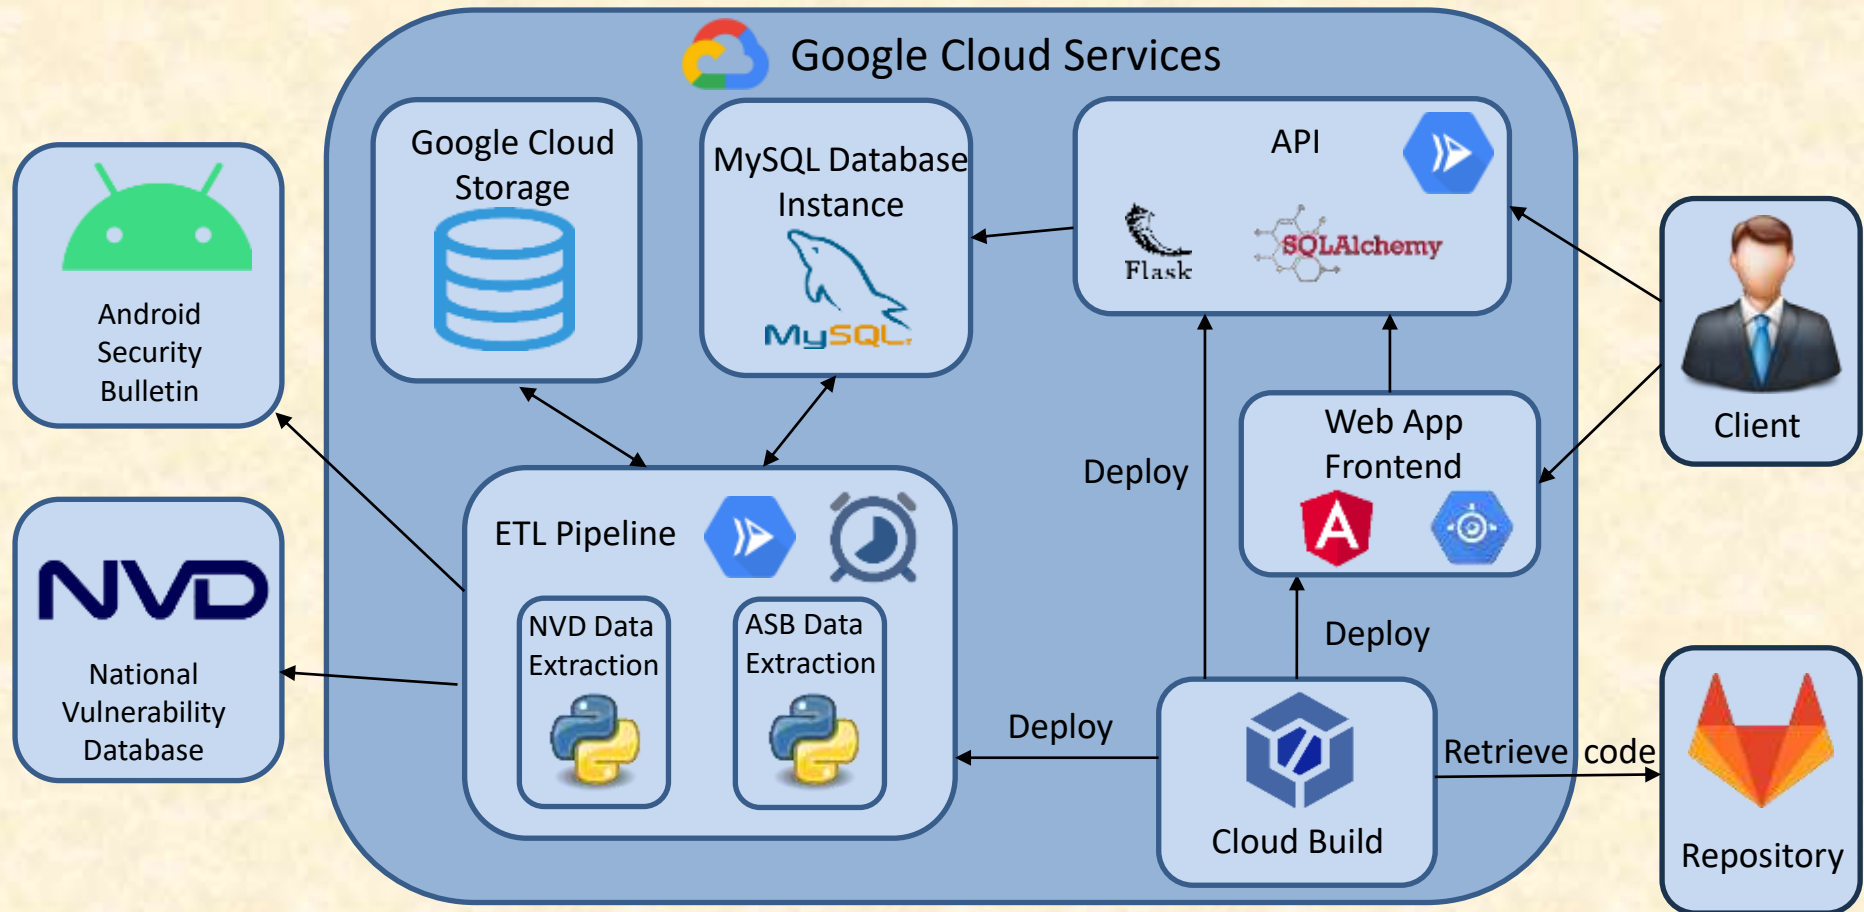 Google Cloud Services
Google Cloud
Storage
MySQL Database
Instance
MySQL
API
Flask
SQLAlchemy
Android
Security
Bulletin
Client
Web App
Frontend
A
Deploy
ETL Pipeline
NVD Data
Extraction
ASB Data
Extraction
NVD
National
Vulnerability
Database
Deploy
Deploy
Retrieve code
Cloud Build
Repository